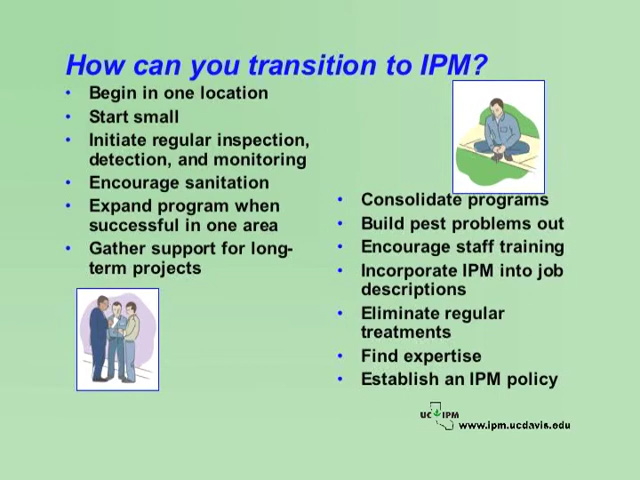 How can you transition to IPM?
• Begin in one location
• Start small
• Initiate regular inspection,
detection, and monitoring
• Encourage sanitation
• Expand program when
successful in one area
• Gather support for long-
term projects
• Consolidate programs
• Build pest problems out
• Encourage staff training
• Incorporate IPM into job
descriptions
• Eliminate regular
treatments
• Find expertise
• Establish an IPM policy
UC IPM
www.ipm.ucdavis.edu